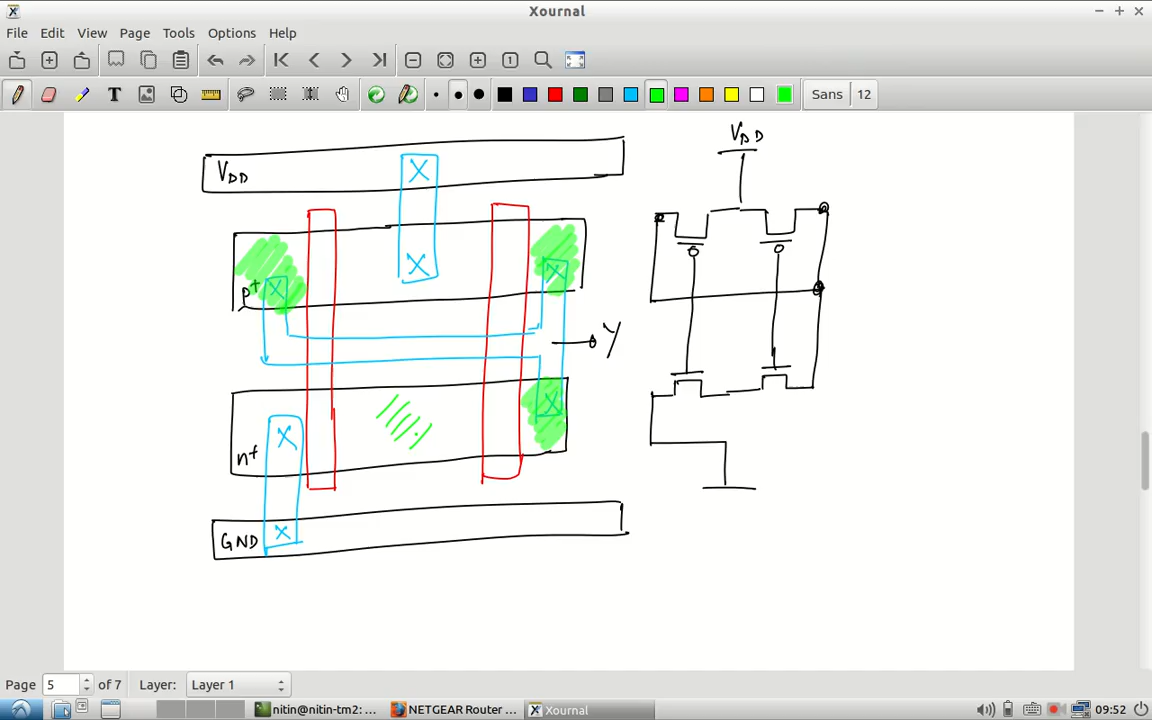 Xournal
File Edit View Page Tools Options Help
T Sans 12
VDD
VDD
X
X
X
X
p+
Y
X
X
n+
X
GND
Page 5 of 7 Layer: Layer 1
nitin@nitin-tm2: ... NETGEAR Router ... Xournal 09:52